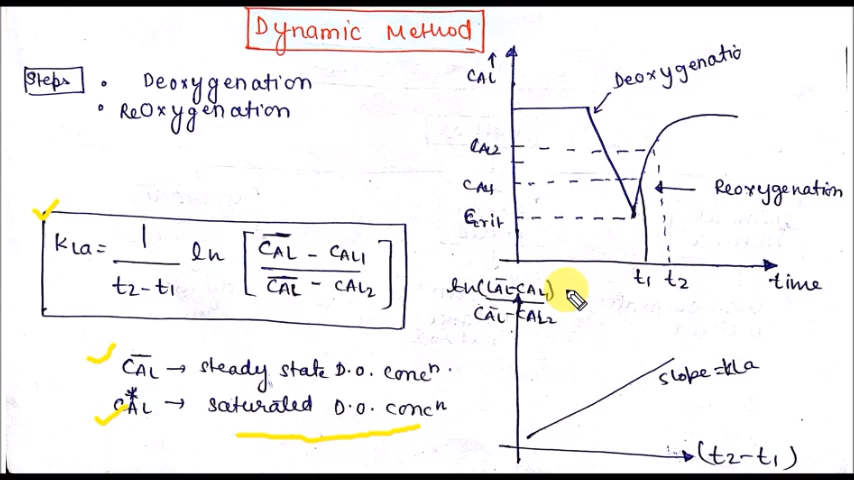 Dynamic Method
Steps
• Deoxygenation
• ReOxygenation
CAL
Deoxygenatio
CAL2
CAL1
Ccrit
Reoxygenation
t1 t2
time
kLa = 1 / (t2 - t1) ln [ (C̅AL - CAL1) / (C̅AL - CAL2) ]
ln(C̅AL - CAL1)
C̅AL - CAL2
slope = kLa
(t2 - t1)
C̅AL → steady state D.O. concn.
C*AL → saturated D.O. concn